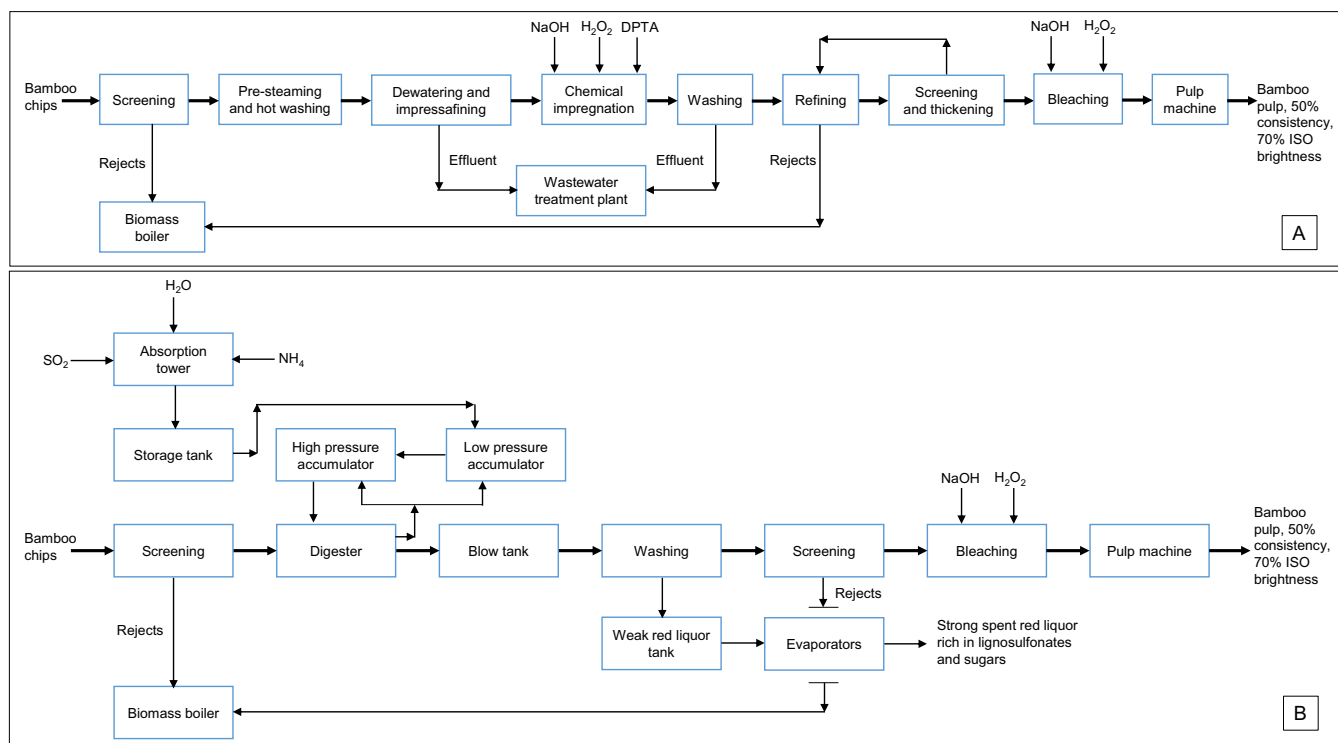 NaOH
H₂O₂
DPTA
NaOH
H₂O₂
Bamboo
chips
Screening
Pre-steaming
and hot washing
Dewatering and
impressafining
Chemical
impregnation
Washing
Refining
Screening
and thickening
Bleaching
Pulp
machine
Bamboo
pulp, 50%
consistency,
70% ISO
brightness
Rejects
Effluent
Effluent
Rejects
Wastewater
treatment plant
Biomass
boiler
A
H₂O
SO₂
Absorption
tower
NH₄
Storage tank
High pressure
accumulator
Low pressure
accumulator
NaOH
H₂O₂
Bamboo
chips
Screening
Digester
Blow tank
Washing
Screening
Bleaching
Pulp machine
Bamboo
pulp, 50%
consistency,
70% ISO
brightness
Rejects
Rejects
Weak red liquor
tank
Evaporators
Strong spent red liquor
rich in lignosulfonates
and sugars
Biomass boiler
B